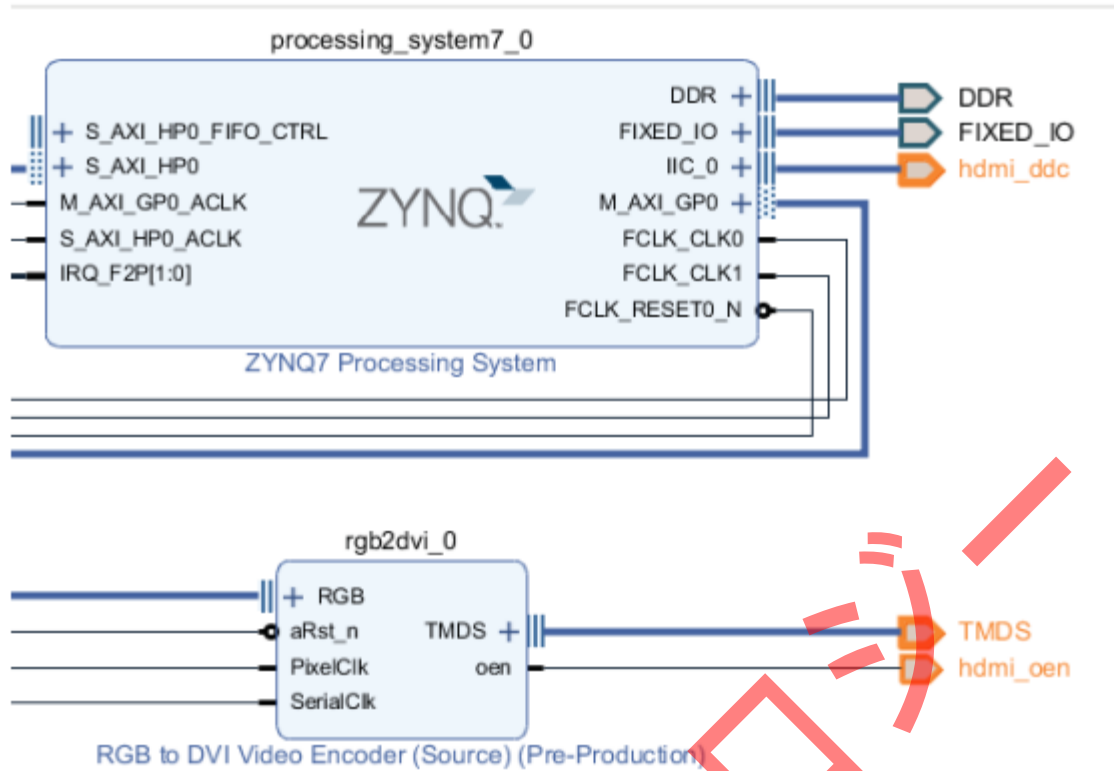 processing_system7_0
DDR
DDR
S_AXI_HP0_FIFO_CTRL
FIXED_IO
FIXED_IO
S_AXI_HP0
IIC_0
hdmi_ddc
M_AXI_GP0_ACLK
ZYNQ
M_AXI_GP0
S_AXI_HP0_ACLK
FCLK_CLK0
IRQ_F2P[1:0]
FCLK_CLK1
FCLK_RESET0_N
ZYNQ7 Processing System
rgb2dvi_0
RGB
aRst_n
TMDS
TMDS
PixelClk
oen
hdmi_oen
SerialClk
RGB to DVI Video Encoder (Source) (Pre-Production)